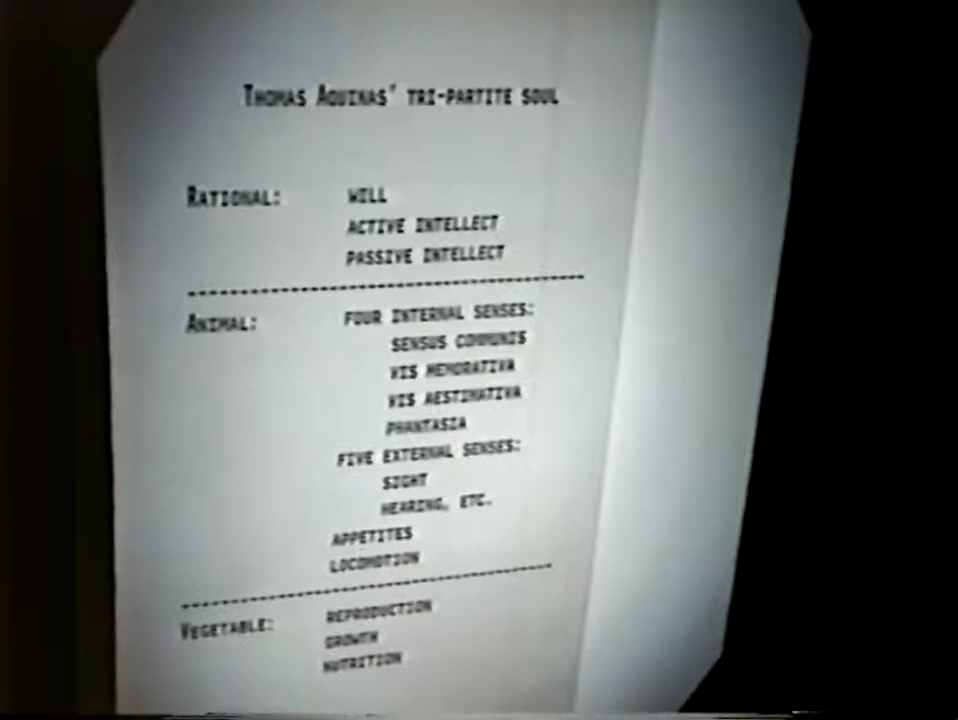 THOMAS AQUINAS' TRI-PARTITE SOUL
RATIONAL: WILL
ACTIVE INTELLECT
PASSIVE INTELLECT
ANIMAL: FOUR INTERNAL SENSES:
SENSUS COMMUNIS
VIS MEMORATIVA
VIS AESTIMATIVA
PHANTASIA
FIVE EXTERNAL SENSES:
SIGHT
HEARING, ETC.
APPETITES
LOCOMOTION
VEGETABLE: REPRODUCTION
GROWTH
NUTRITION